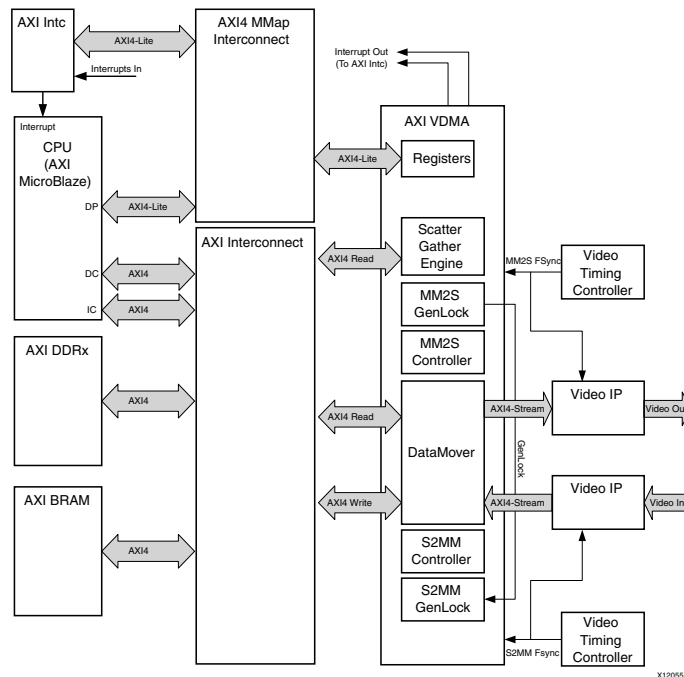 AXI Intc
AXI4-Lite
AXI4 MMap
Interconnect
Interrupts In
Interrupt Out
(To AXI Intc)
Interrupt
CPU
(AXI
MicroBlaze)
DP
AXI4-Lite
DC
AXI4
IC
AXI4
AXI VDMA
AXI4-Lite
Registers
AXI Interconnect
AXI4 Read
Scatter
Gather
Engine
MM2S FSync
Video
Timing
Controller
MM2S
GenLock
MM2S
Controller
AXI DDRx
AXI4
AXI4 Read
DataMover
AXI4-Stream
Video IP
Video Ou
GenLock
AXI BRAM
AXI4
AXI4 Write
AXI4-Stream
Video IP
Video In
S2MM
Controller
S2MM
GenLock
S2MM Fsync
Video
Timing
Controller
X12055